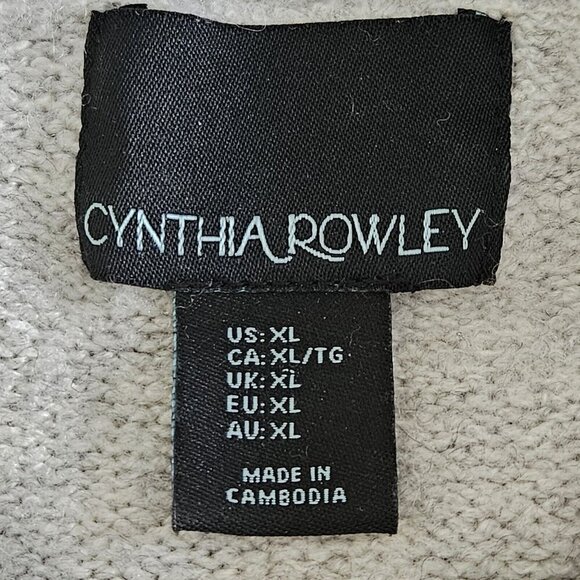 CYNTHIA ROWLEY
US: XL
CA: XL/TG
UK: XL
EU: XL
AU: XL
MADE IN
CAMBODIA